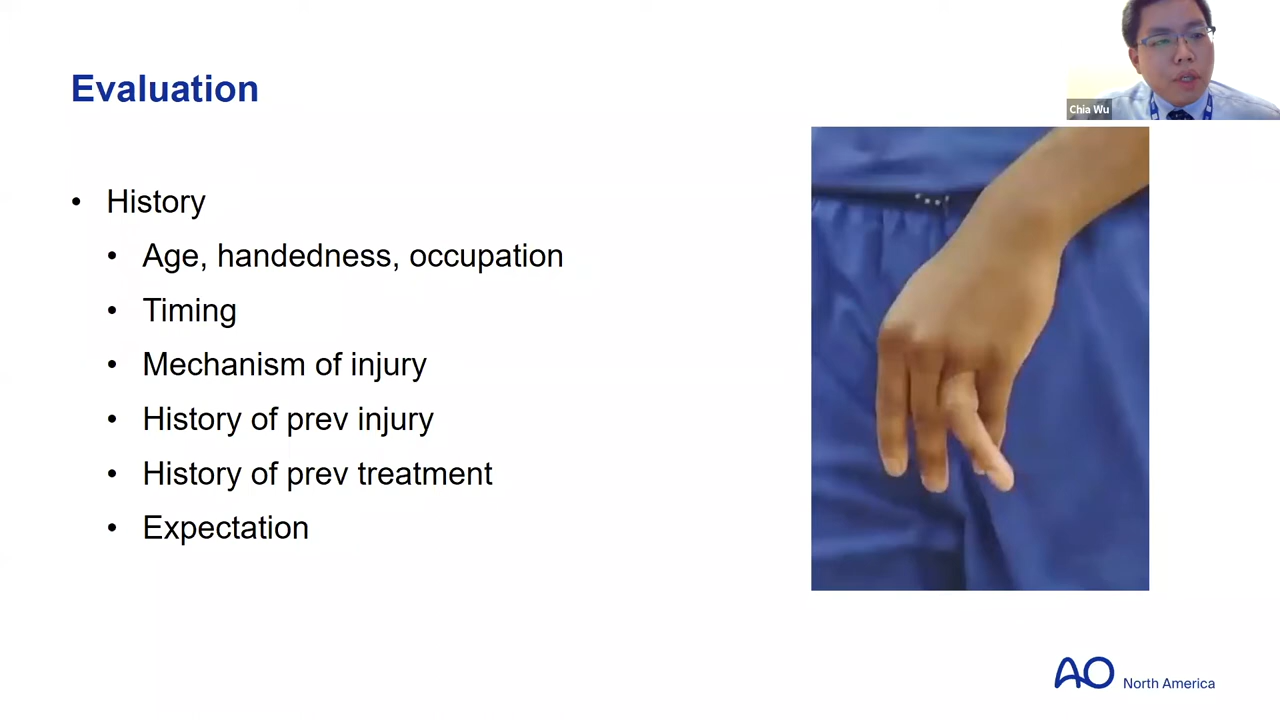 Evaluation
Chia Wu
• History
• Age, handedness, occupation
• Timing
• Mechanism of injury
• History of prev injury
• History of prev treatment
• Expectation
AO North America